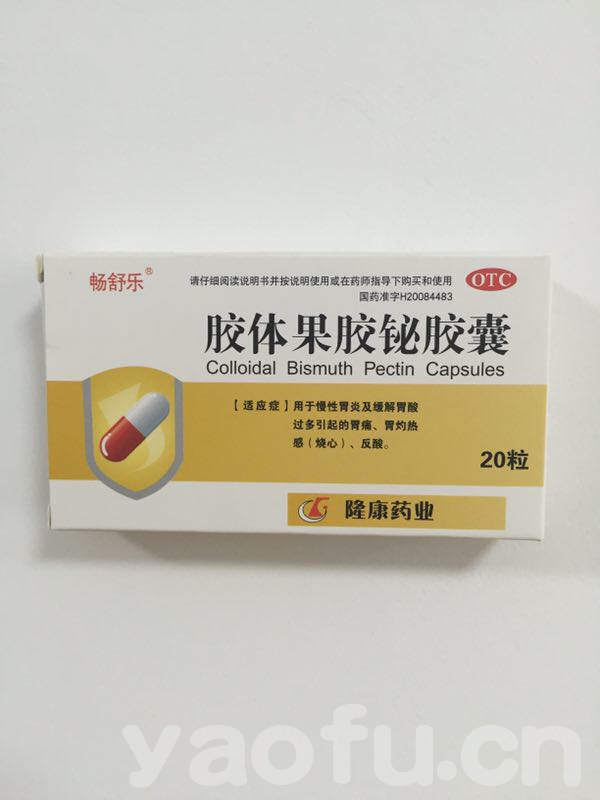 畅舒乐®
请仔细阅读说明书并按说明使用或在药师指导下购买和使用
OTC
国药准字H20084483
胶体果胶铋胶囊
Colloidal Bismuth Pectin Capsules
【适应症】用于慢性胃炎及缓解胃酸
过多引起的胃痛、胃灼热
感（烧心）、反酸。
20粒
隆康药业
yaofu.cn